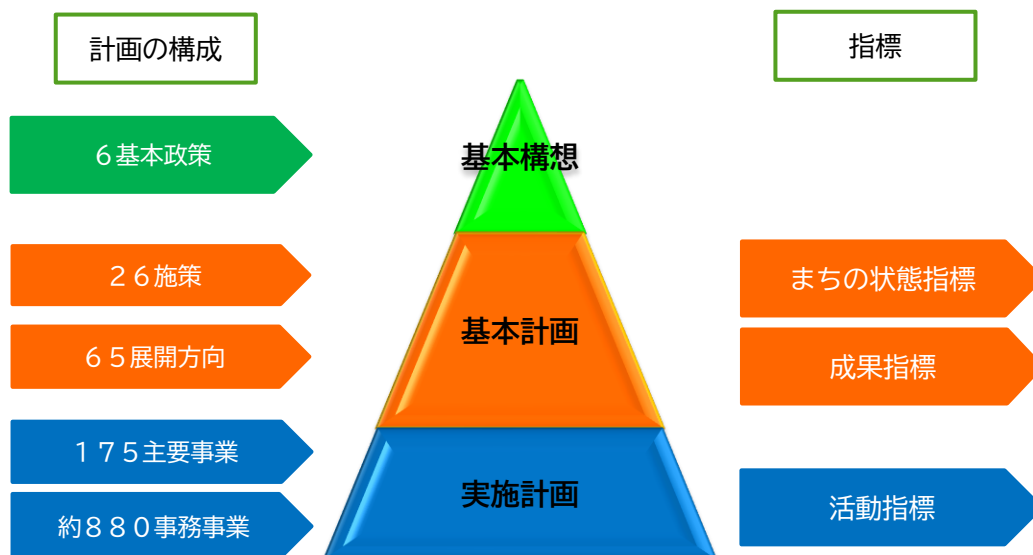 計画の構成
指標
6基本政策
基本構想
２６施策
まちの状態指標
基本計画
６５展開方向
成果指標
１７５主要事業
実施計画
活動指標
約８８０事務事業